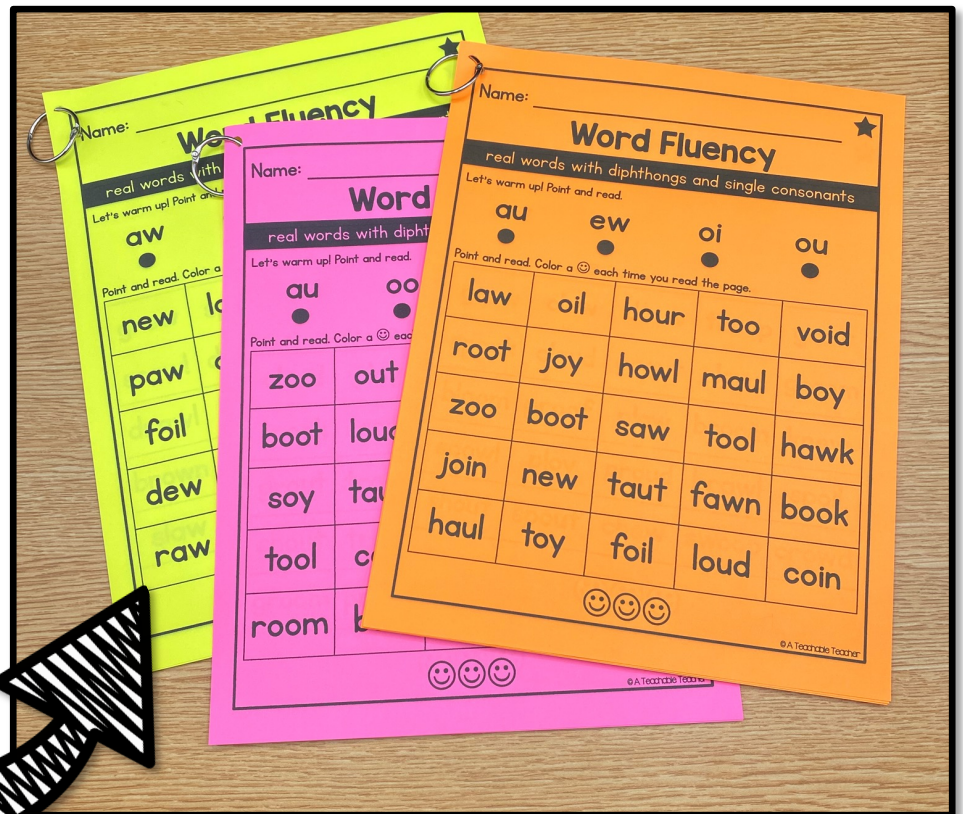 Name:
Word Fluency
real words with
Let's warm up! Point and
aw
Point and read. Color a
new
paw
foil
dew
raw
Name:
Word
real words with
Let's warm up! Point and read.
au oo
Point and read. Color a ☺ each
zoo out
boot loud
soy
tool
room
© A Teachable Teacher
Name:
Word Fluency
real words with diphthongs and single consonants
Let's warm up! Point and read.
au ew oi ou
Point and read. Color a ☺ each time you read the page.
law oil hour too void
root joy howl maul boy
zoo boot saw tool hawk
join new taut fawn book
haul toy foil loud coin
© A Teachable Teacher